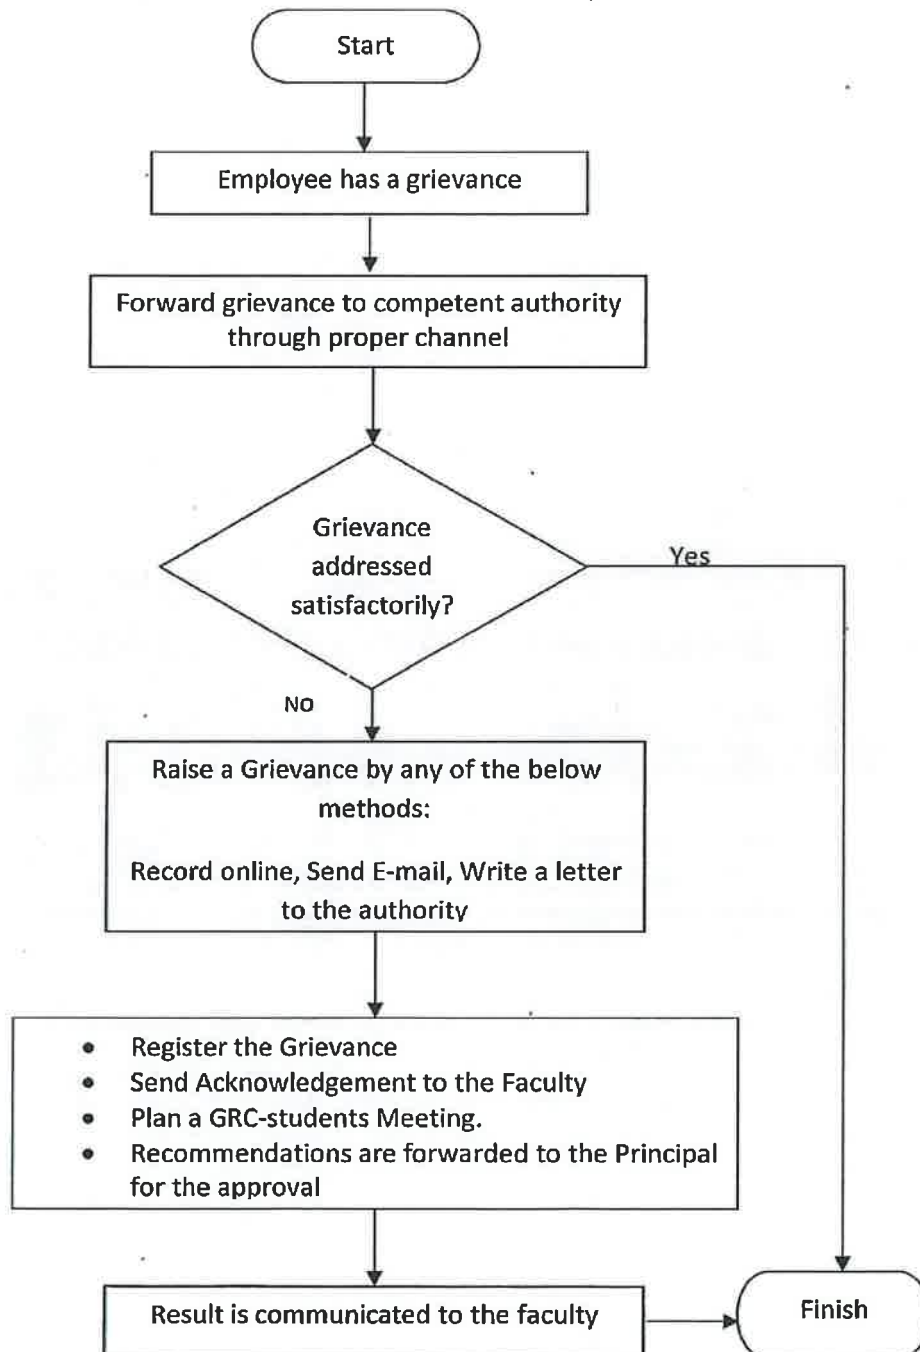 Start
Employee has a grievance
Forward grievance to competent authority
through proper channel
Grievance
addressed
satisfactorily?
Yes
No
Raise a Grievance by any of the below
methods:
Record online, Send E-mail, Write a letter
to the authority
• Register the Grievance
• Send Acknowledgement to the Faculty
• Plan a GRC-students Meeting.
• Recommendations are forwarded to the Principal
for the approval
Result is communicated to the faculty
Finish